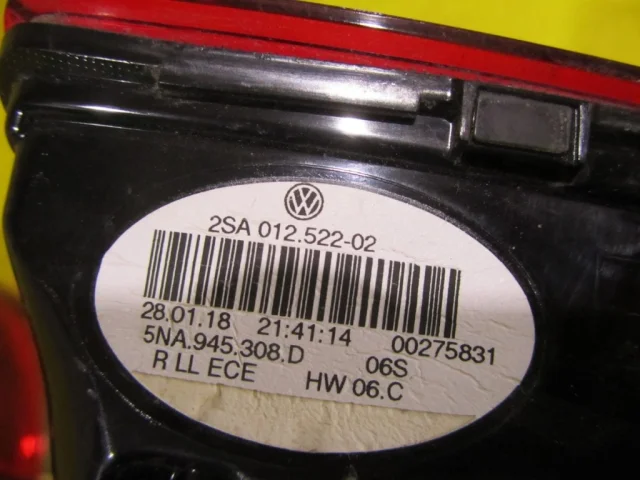 2SA 012.522-02
28.01.18 21:41:14 00275831
5NA.945.308.D 06S
R LL ECE HW 06.C